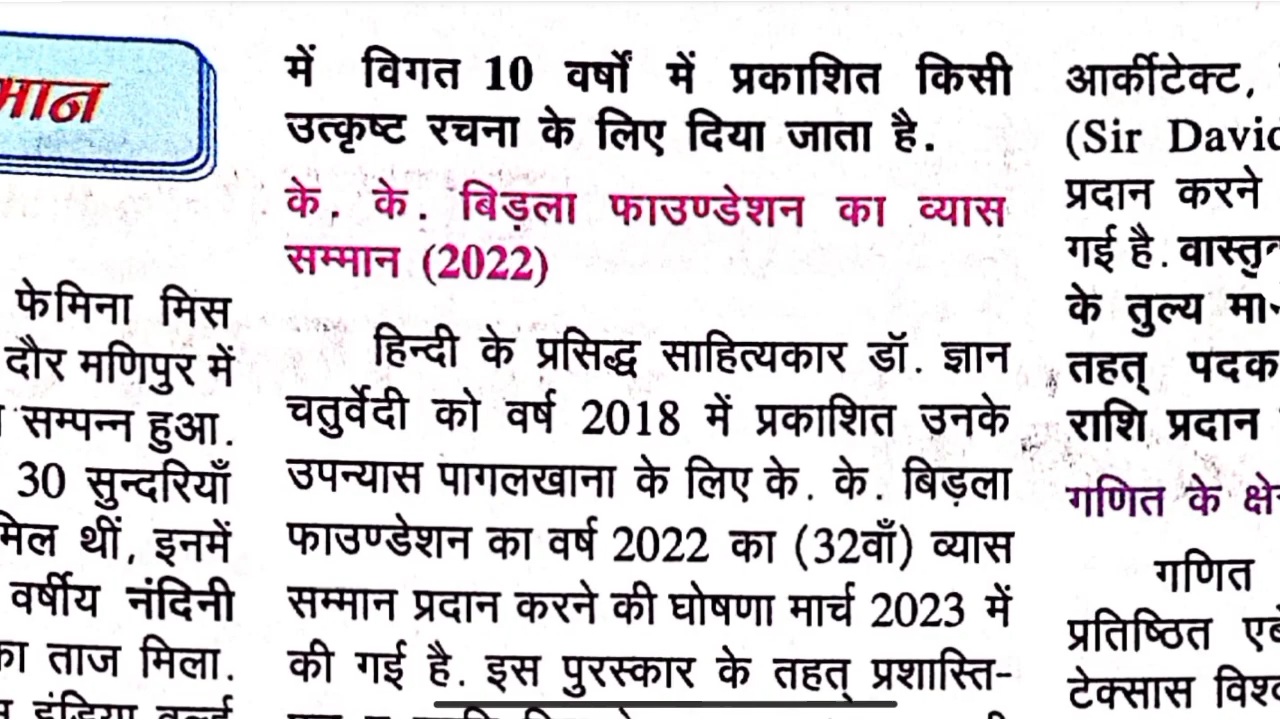 फेमिना मिस
दौर मणिपुर में
सम्पन्न हुआ.
30 सुन्दरियाँ
थीं, इनमें
वर्षीय नंदिनी
ताज मिला.
में विगत 10 वर्षों में प्रकाशित किसी
उत्कृष्ट रचना के लिए दिया जाता है.
के. के. बिड़ला फाउण्डेशन का व्यास
सम्मान (2022)
हिन्दी के प्रसिद्ध साहित्यकार डॉ. ज्ञान
चतुर्वेदी को वर्ष 2018 में प्रकाशित उनके
उपन्यास पागलखाना के लिए के. के. बिड़ला
फाउण्डेशन का वर्ष 2022 का (32वाँ) व्यास
सम्मान प्रदान करने की घोषणा मार्च 2023 में
की गई है. इस पुरस्कार के तहत् प्रशास्ति-
आर्कीटेक्ट,
(Sir David
प्रदान करने
गई है. वास्तु
के तुल्य
तहत् पदक
राशि प्रदान
गणित के
गणित
प्रतिष्ठित
टेक्सास